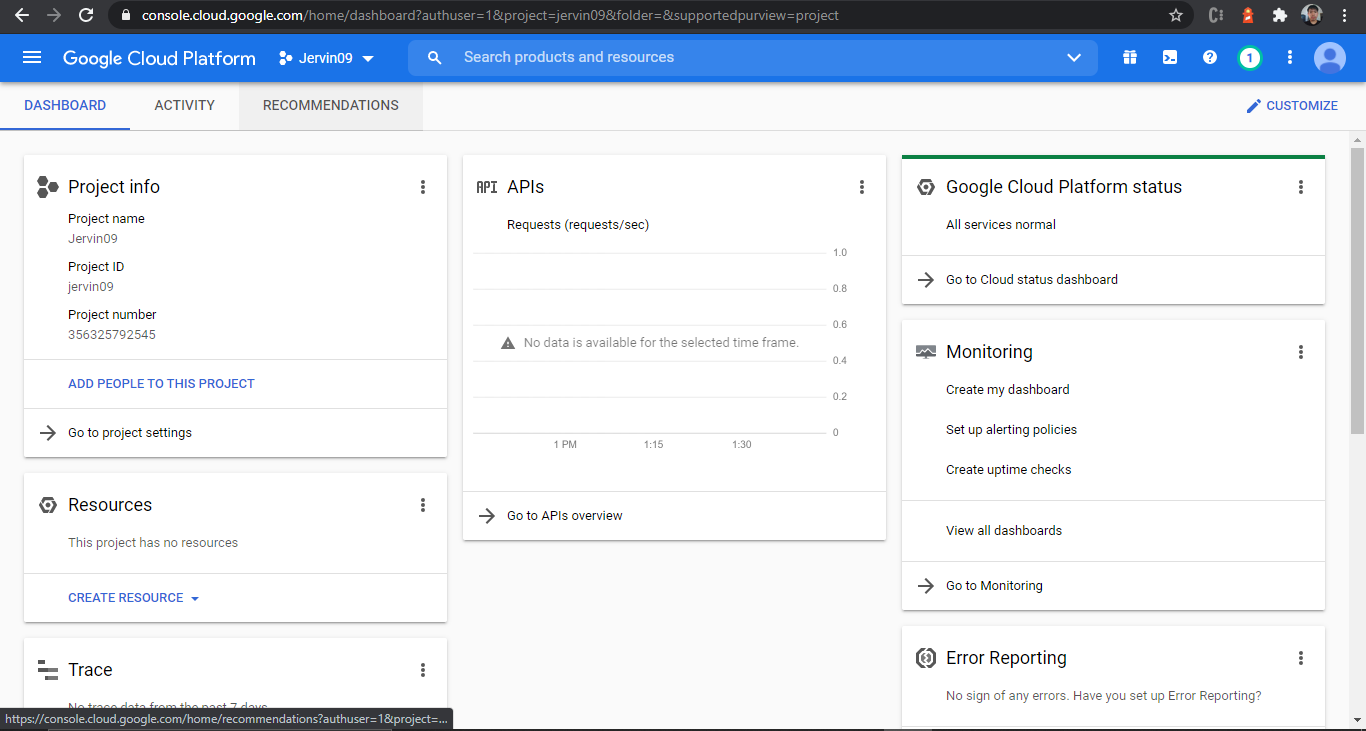 console.cloud.google.com/home/dashboard?authuser=1&project=jervin09&folder=&supportedpurview=project
Google Cloud Platform
Jervin09
Search products and resources
1
DASHBOARD
ACTIVITY
RECOMMENDATIONS
CUSTOMIZE
Project info
Project name
Jervin09
Project ID
jervin09
Project number
356325792545
ADD PEOPLE TO THIS PROJECT
Go to project settings
Resources
This project has no resources
CREATE RESOURCE
Trace
No trace data from the past 7 days
API APIs
Requests (requests/sec)
1.0
0.8
0.6
No data is available for the selected time frame.
0.4
0.2
0
1 PM 1:15 1:30
Go to APIs overview
Google Cloud Platform status
All services normal
Go to Cloud status dashboard
Monitoring
Create my dashboard
Set up alerting policies
Create uptime checks
View all dashboards
Go to Monitoring
Error Reporting
No sign of any errors. Have you set up Error Reporting?
https://console.cloud.google.com/home/recommendations?authuser=1&project=...